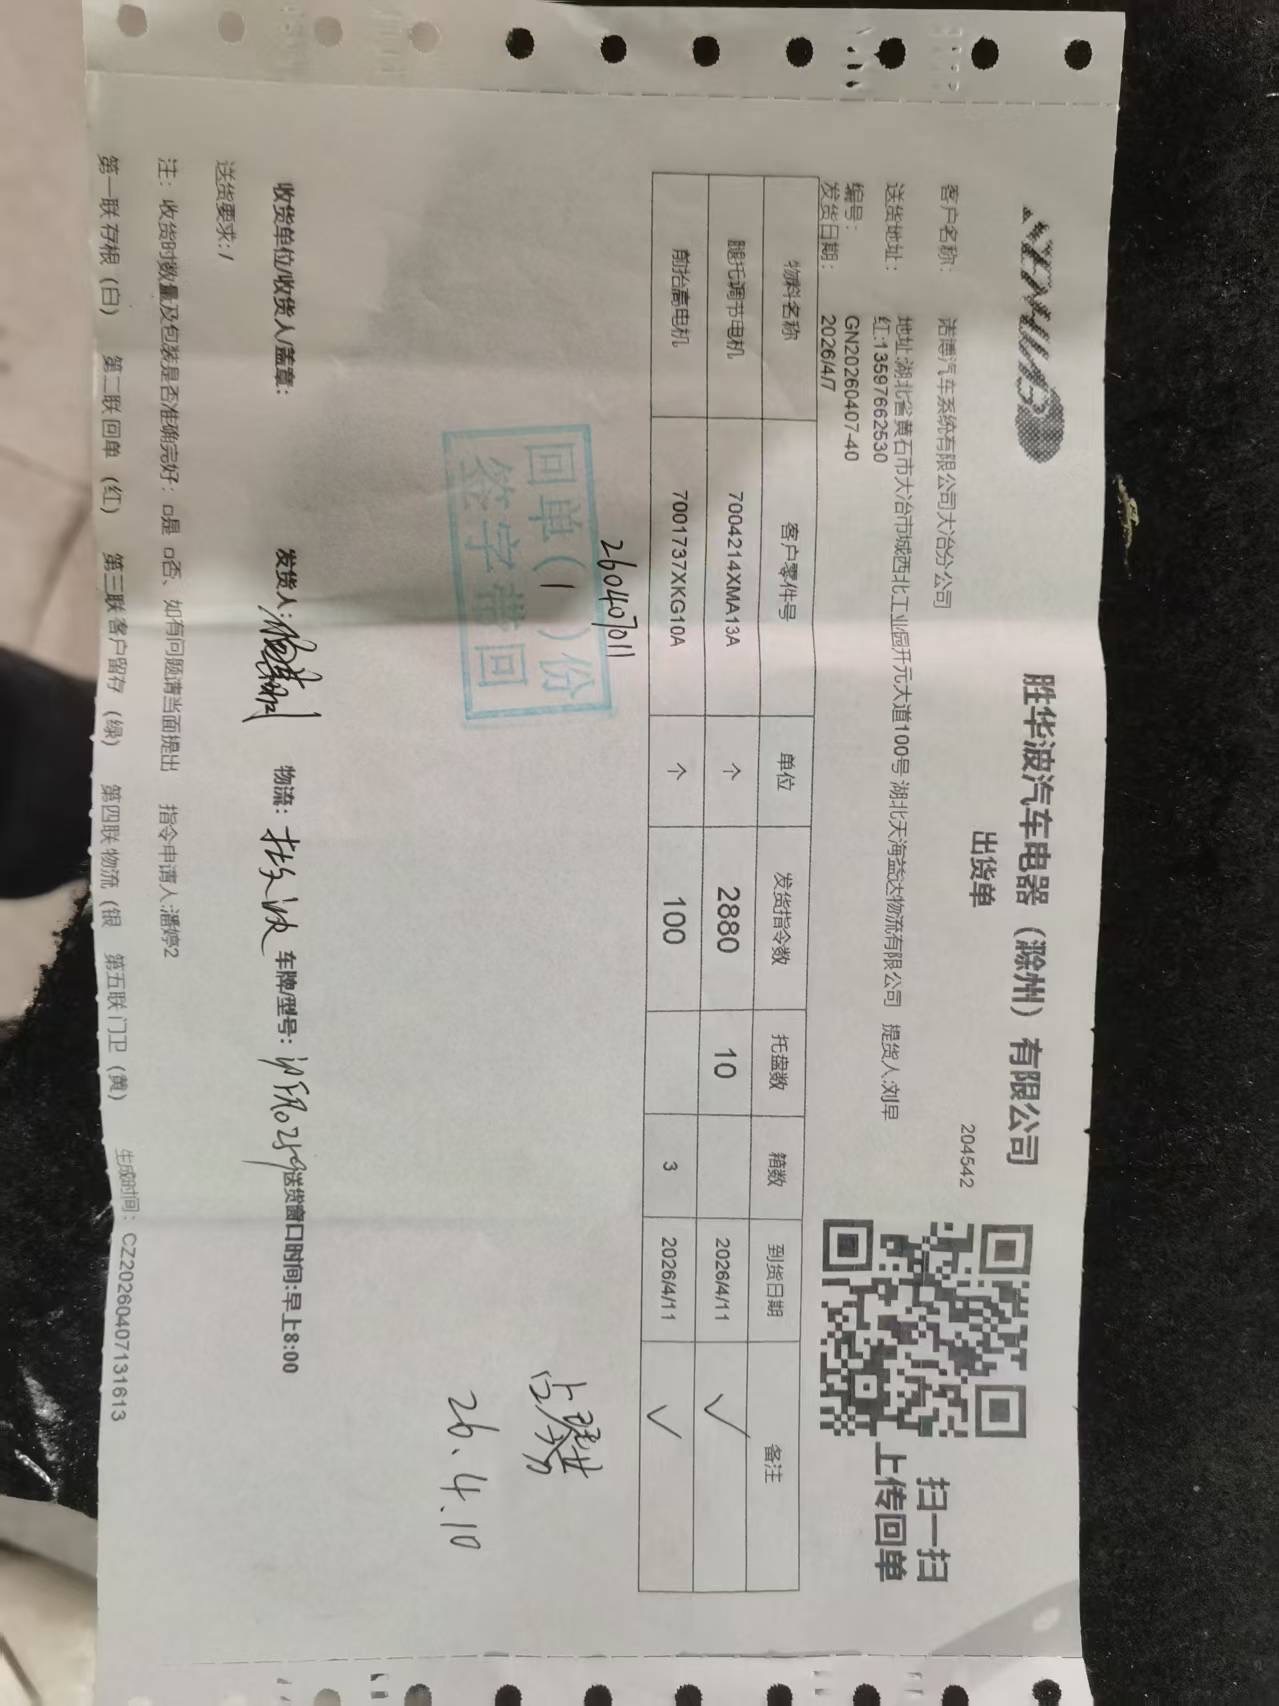 胜华波汽车电器（滁州）有限公司
出货单
204542
扫一扫
上传回单
客户名称： 诺博汽车系统有限公司大冶分公司
送货地址： 地址:湖北省黄石市大冶市城西北工业园开元大道100号 湖北天海益达物流有限公司 提货人:刘早
红:13597662530
编号： GN20260407-40
发货日期： 2026/4/7
物料名称 客户零件号 单位 发货指令数 托盘数 箱数 到货日期 备注
腿托调节电机 7004214XMA13A 个 2880 10 2026/4/11 ✓
前抬高电机 7001737XKG10A 个 100 3 2026/4/11 ✓
260407011
回单（1）份
签字带回
26.4.10
收货单位/收货人/盖章： 发货人： 物流： 车牌/型号： 送货窗口时间:早上8:00
送货要求:/
注： 收货时数量及包装是否准确完好：□是 □否、如有问题请当面提出 指令申请人:潘婷2
第一联 存根（白） 第二联 回单（红） 第三联 客户留存（绿） 第四联 物流（银 第五联 门卫（黄） 生成时间：CZ20260407131613